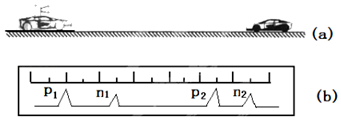 (a)
p₁ n₁ p₂ n₂
(b)